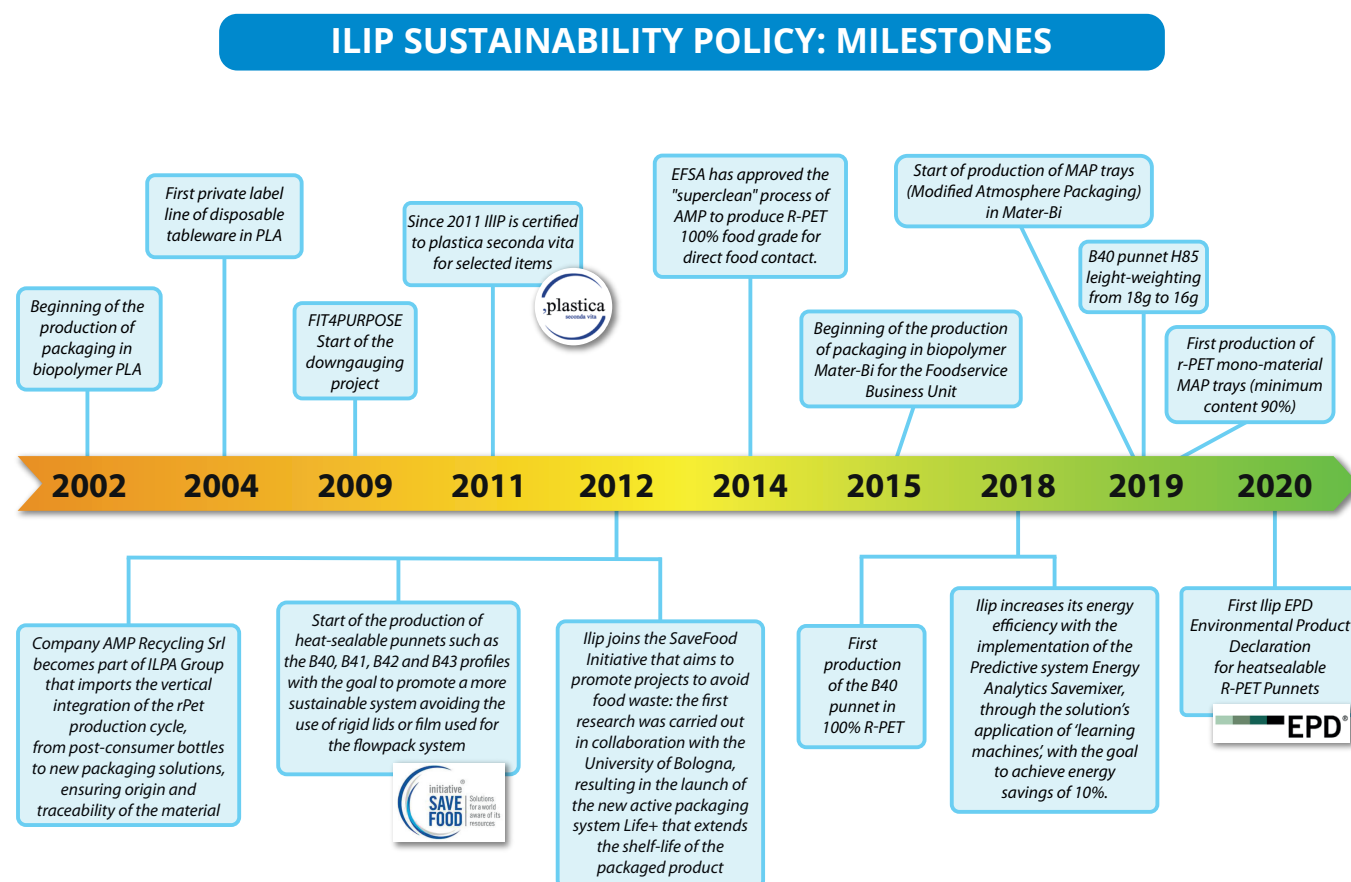 ILIP SUSTAINABILITY POLICY: MILESTONES
Beginning of the
production of
packaging in
biopolymer PLA
First private label
line of disposable
tableware in PLA
FIT4PURPOSE
Start of the
downgauging
project
Since 2011 IlIP is certified
to plastica seconda vita
for selected items
,plastica
seconda vita
EFSA has approved the
"superclean" process of
AMP to produce R-PET
100% food grade for
direct food contact.
Beginning of the production
of packaging in biopolymer
Mater-Bi for the Foodservice
Business Unit
Start of production of MAP trays
(Modified Atmosphere Packaging)
in Mater-Bi
B40 punnet H85
leight-weighting
from 18g to 16g
First production of
r-PET mono-material
MAP trays (minimum
content 90%)
2002 2004 2009 2011 2012 2014 2015 2018 2019 2020
Company AMP Recycling Srl
becomes part of ILPA Group
that imports the vertical
integration of the rPet
production cycle,
from post-consumer bottles
to new packaging solutions,
ensuring origin and
traceability of the material
Start of the production of
heat-sealable punnets such as
the B40, B41, B42 and B43 profiles
with the goal to promote a more
sustainable system avoiding the
use of rigid lids or film used for
the flowpack system
initiative®
SAVE
FOOD
Solutions
for a world
aware of its
resources
Ilip joins the SaveFood
Initiative that aims to
promote projects to avoid
food waste: the first
research was carried out
in collaboration with the
University of Bologna,
resulting in the launch of
the new active packaging
system Life+ that extends
the shelf-life of the
packaged product
First
production
of the B40
punnet in
100% R-PET
Ilip increases its energy
efficiency with the
implementation of the
Predictive system Energy
Analytics Savemixer,
through the solution's
application of 'learning
machines', with the goal
to achieve energy
savings of 10%.
First Ilip EPD
Environmental Product
Declaration
for heatsealable
R-PET Punnets
EPD®